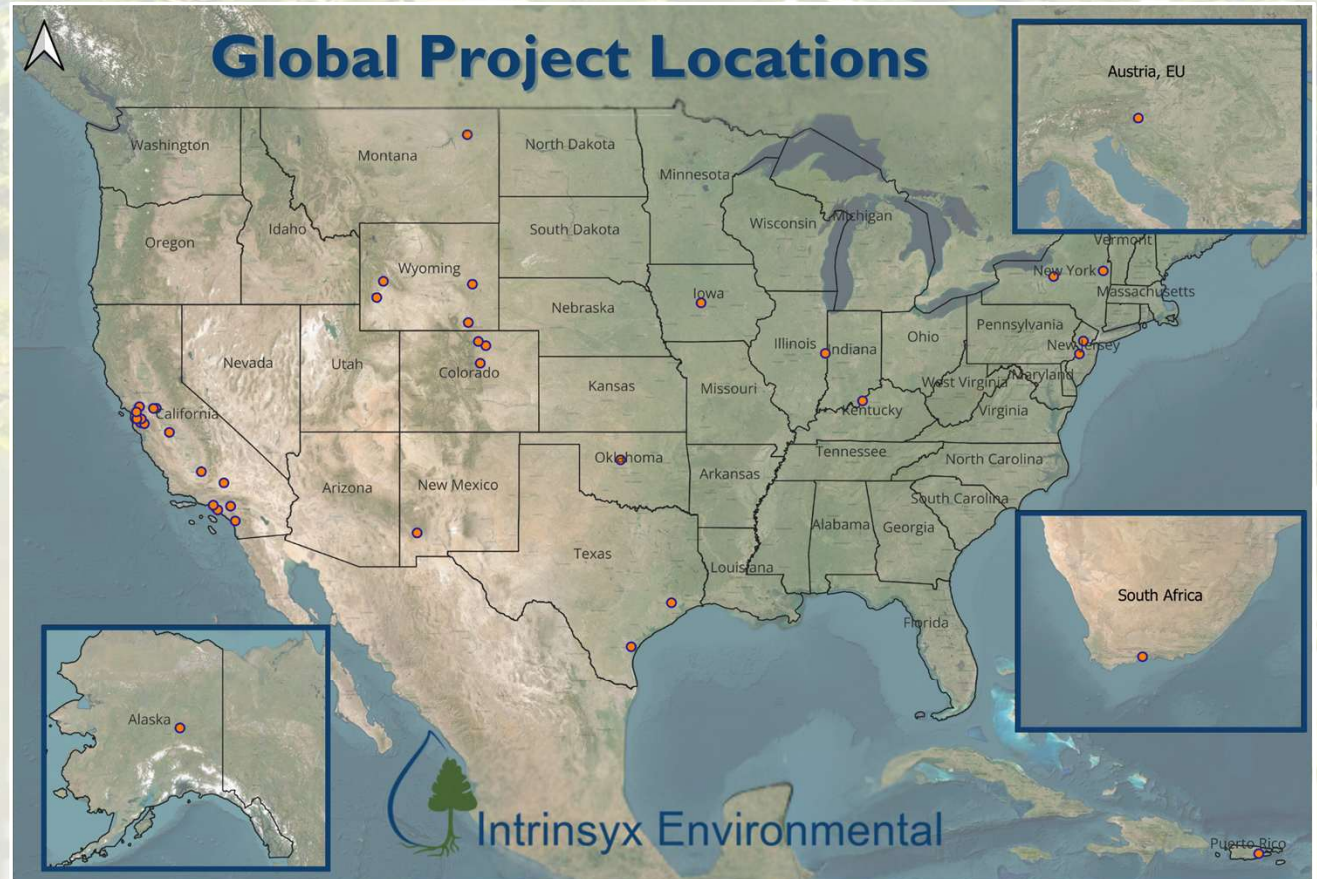 Global Project Locations
Austria, EU
Washington
Montana
North Dakota
Minnesota
Oregon
Idaho
South Dakota
Wisconsin
Michigan
Vermont
Wyoming
New York
Massachusetts
Iowa
Nebraska
Nevada
Utah
Colorado
Illinois
Indiana
Ohio
Pennsylvania
New Jersey
Kansas
Missouri
West Virginia
Maryland
California
Kentucky
Virginia
Oklahoma
Tennessee
North Carolina
Arizona
New Mexico
Arkansas
South Carolina
Alabama
Georgia
Texas
Louisiana
South Africa
Florida
Alaska
Intrinsyx Environmental
Puerto Rico